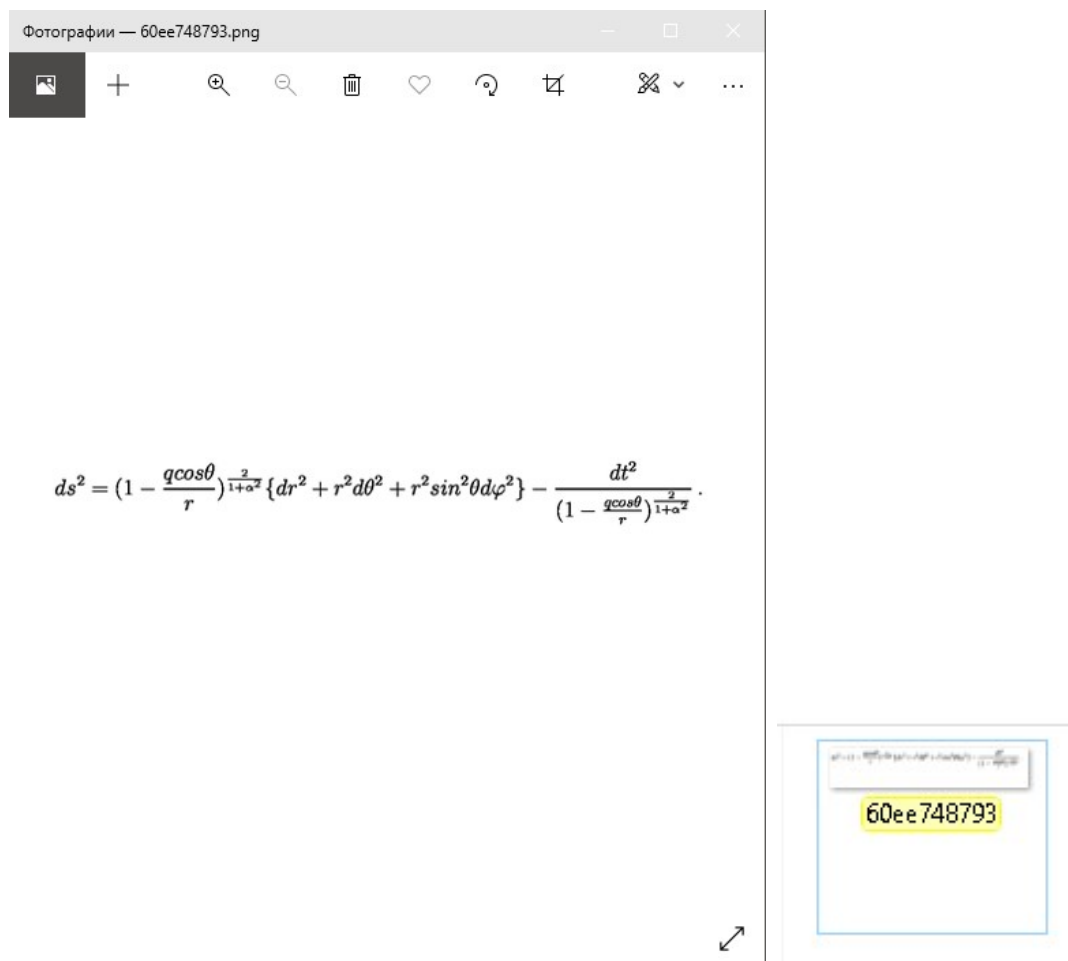 Фотографии — 60ee748793.png
ds² = (1 − qcosθ/r)^(2/(1+α²)) {dr² + r²dθ² + r²sin²θdφ²} − dt²/(1 − qcosθ/r)^(2/(1+α²)) .
60ee748793